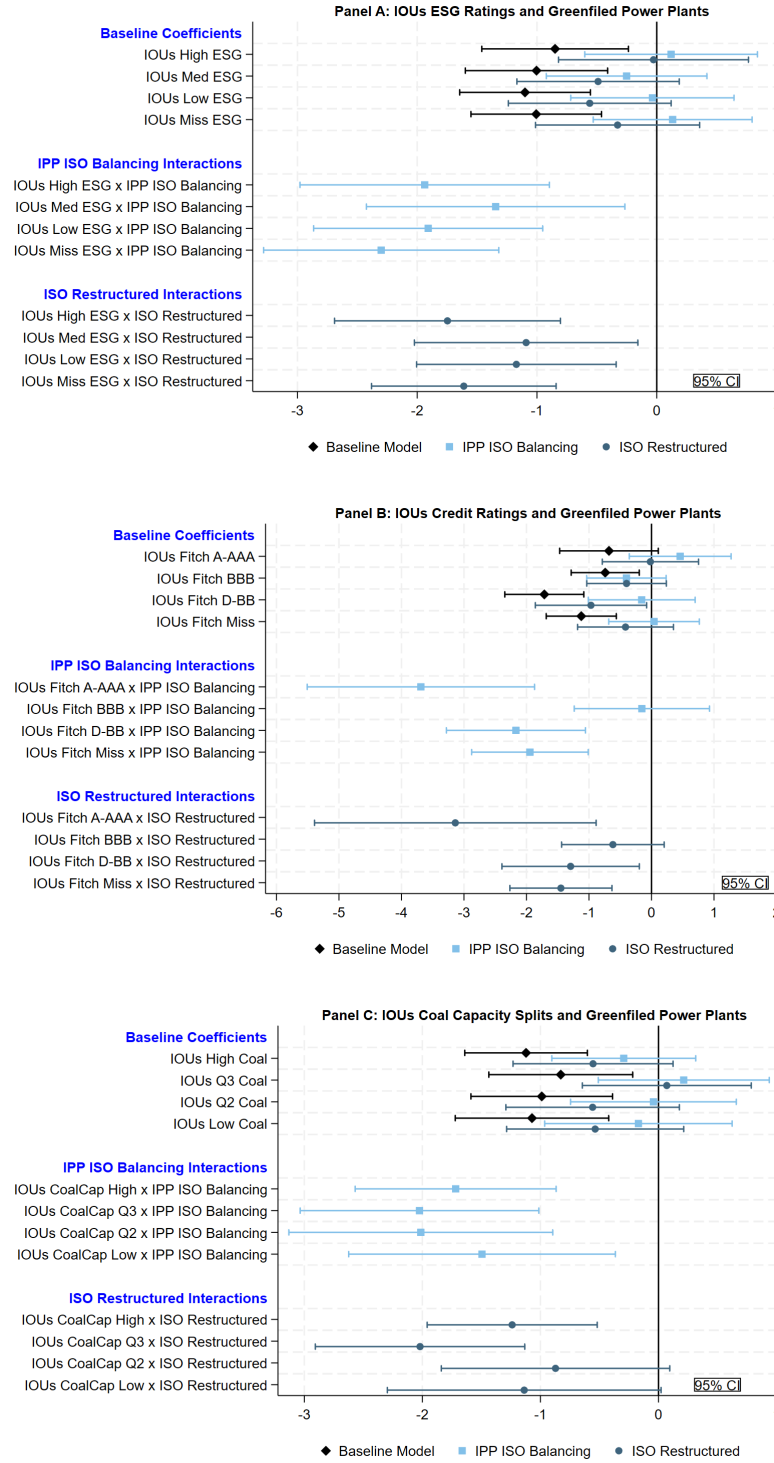 Panel A: IOUs ESG Ratings and Greenfiled Power Plants
Baseline Coefficients
IOUs High ESG
IOUs Med ESG
IOUs Low ESG
IOUs Miss ESG
IPP ISO Balancing Interactions
IOUs High ESG x IPP ISO Balancing
IOUs Med ESG x IPP ISO Balancing
IOUs Low ESG x IPP ISO Balancing
IOUs Miss ESG x IPP ISO Balancing
ISO Restructured Interactions
IOUs High ESG x ISO Restructured
IOUs Med ESG x ISO Restructured
IOUs Low ESG x ISO Restructured
IOUs Miss ESG x ISO Restructured
95% CI
-3 -2 -1 0
Baseline Model IPP ISO Balancing ISO Restructured
Panel B: IOUs Credit Ratings and Greenfiled Power Plants
Baseline Coefficients
IOUs Fitch A-AAA
IOUs Fitch BBB
IOUs Fitch D-BB
IOUs Fitch Miss
IPP ISO Balancing Interactions
IOUs Fitch A-AAA x IPP ISO Balancing
IOUs Fitch BBB x IPP ISO Balancing
IOUs Fitch D-BB x IPP ISO Balancing
IOUs Fitch Miss x IPP ISO Balancing
ISO Restructured Interactions
IOUs Fitch A-AAA x ISO Restructured
IOUs Fitch BBB x ISO Restructured
IOUs Fitch D-BB x ISO Restructured
IOUs Fitch Miss x ISO Restructured
95% CI
-6 -5 -4 -3 -2 -1 0 1
Baseline Model IPP ISO Balancing ISO Restructured
Panel C: IOUs Coal Capacity Splits and Greenfiled Power Plants
Baseline Coefficients
IOUs High Coal
IOUs Q3 Coal
IOUs Q2 Coal
IOUs Low Coal
IPP ISO Balancing Interactions
IOUs CoalCap High x IPP ISO Balancing
IOUs CoalCap Q3 x IPP ISO Balancing
IOUs CoalCap Q2 x IPP ISO Balancing
IOUs CoalCap Low x IPP ISO Balancing
ISO Restructured Interactions
IOUs CoalCap High x ISO Restructured
IOUs CoalCap Q3 x ISO Restructured
IOUs CoalCap Q2 x ISO Restructured
IOUs CoalCap Low x ISO Restructured
95% CI
-3 -2 -1 0
Baseline Model IPP ISO Balancing ISO Restructured